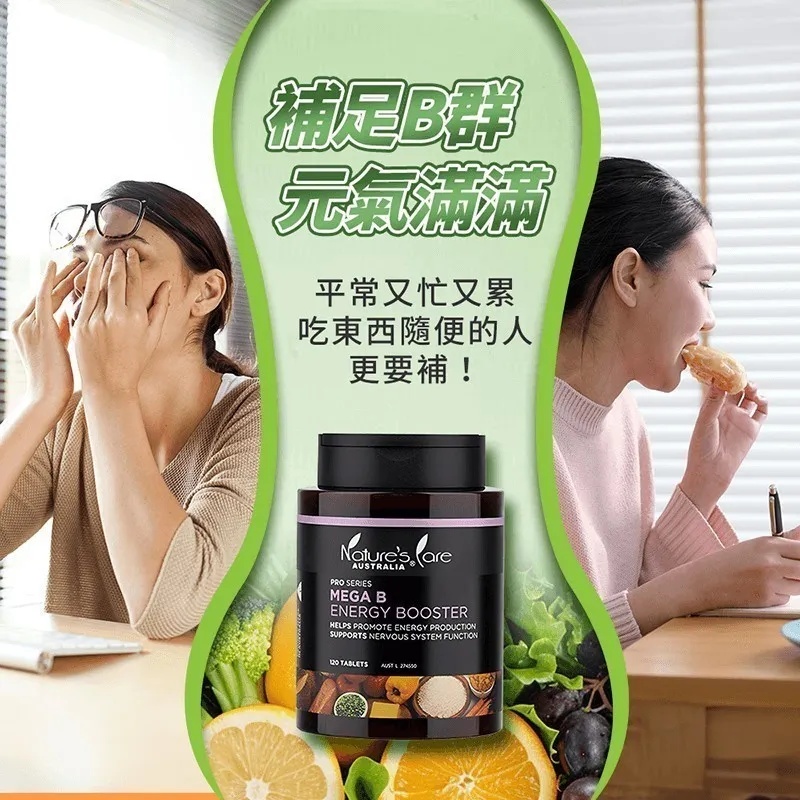 補足B群
元氣滿滿
平常又忙又累
吃東西隨便的人
更要補！
Nature's Care
AUSTRALIA®
PRO SERIES
MEGA B
ENERGY BOOSTER
HELPS PROMOTE ENERGY PRODUCTION
SUPPORTS NERVOUS SYSTEM FUNCTION
120 TABLETS AUST L 274550